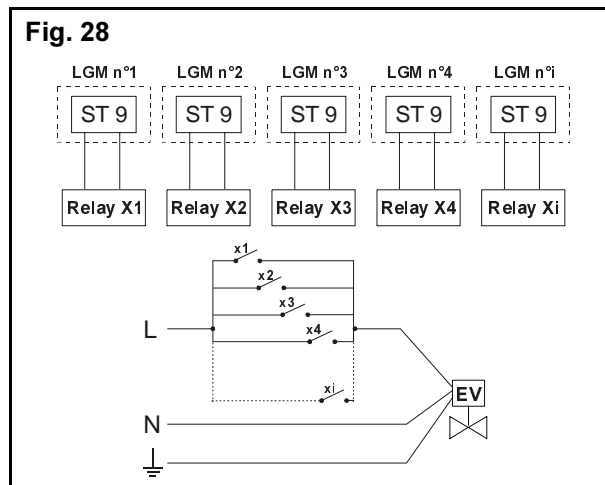 Fig. 28
LGM n°1 LGM n°2 LGM n°3 LGM n°4 LGM n°i
ST 9 ST 9 ST 9 ST 9 ST 9
Relay X1 Relay X2 Relay X3 Relay X4 Relay Xi
x1
x2
x3
L x4
xi
EV
N